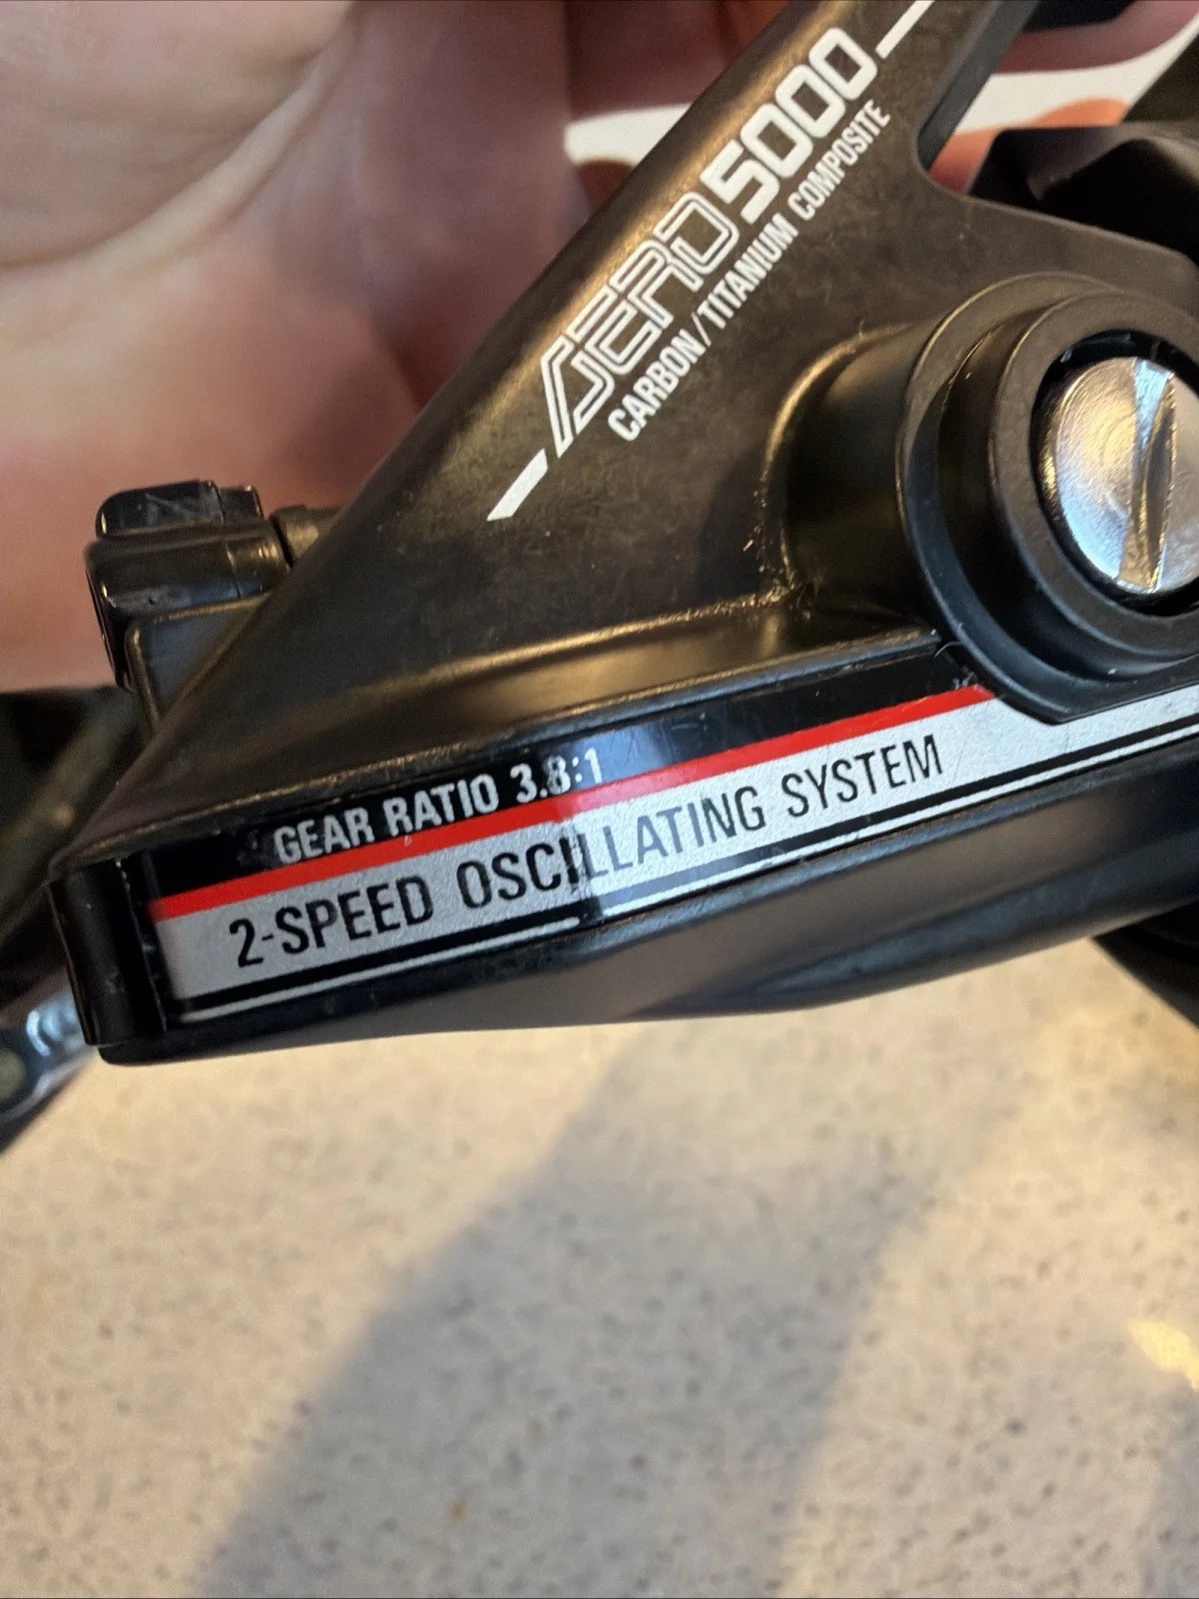 AERO 5000
CARBON/TITANIUM COMPOSITE
GEAR RATIO 3.8:1
2-SPEED OSCILLATING SYSTEM